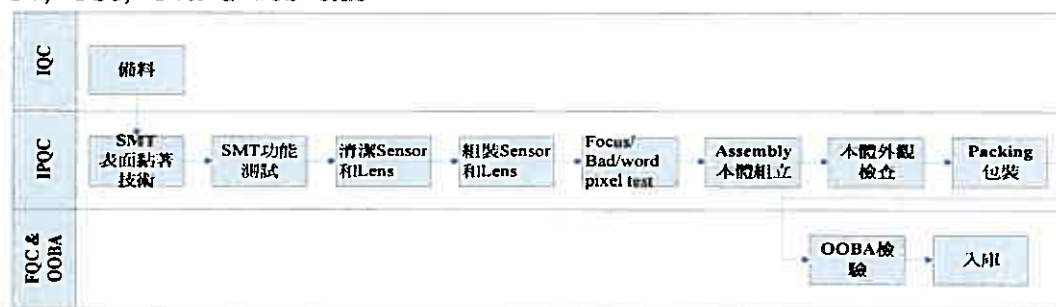 IQC
備料
IPQC
SMT
表面黏著
技術
SMT功能
測試
清潔Sensor
和Lens
組裝Sensor
和Lens
Focus/
Bad/word
pixel test
Assembly
本體組立
本體外觀
檢查
Packing
包裝
FQC &
OOBA
OOBA檢
驗
入庫